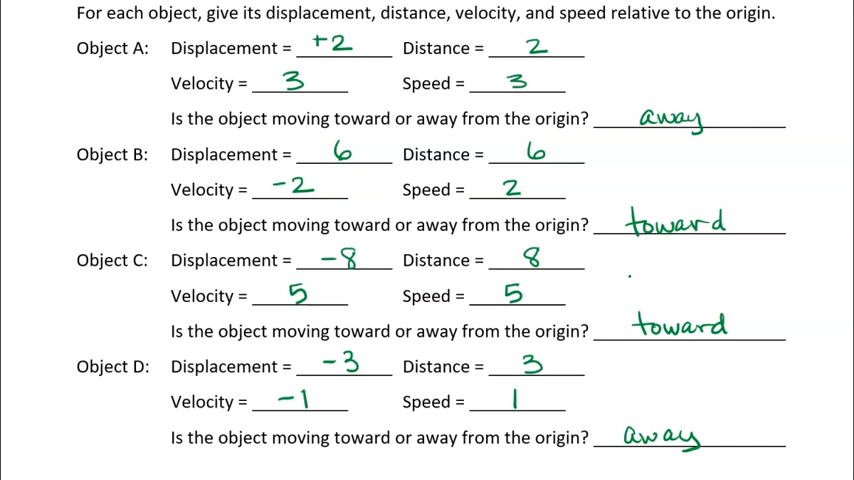 For each object, give its displacement, distance, velocity, and speed relative to the origin.
Object A: Displacement = +2 Distance = 2
Velocity = 3 Speed = 3
Is the object moving toward or away from the origin? away
Object B: Displacement = 6 Distance = 6
Velocity = -2 Speed = 2
Is the object moving toward or away from the origin? toward
Object C: Displacement = -8 Distance = 8
Velocity = 5 Speed = 5
Is the object moving toward or away from the origin? toward
Object D: Displacement = -3 Distance = 3
Velocity = -1 Speed = 1
Is the object moving toward or away from the origin? away